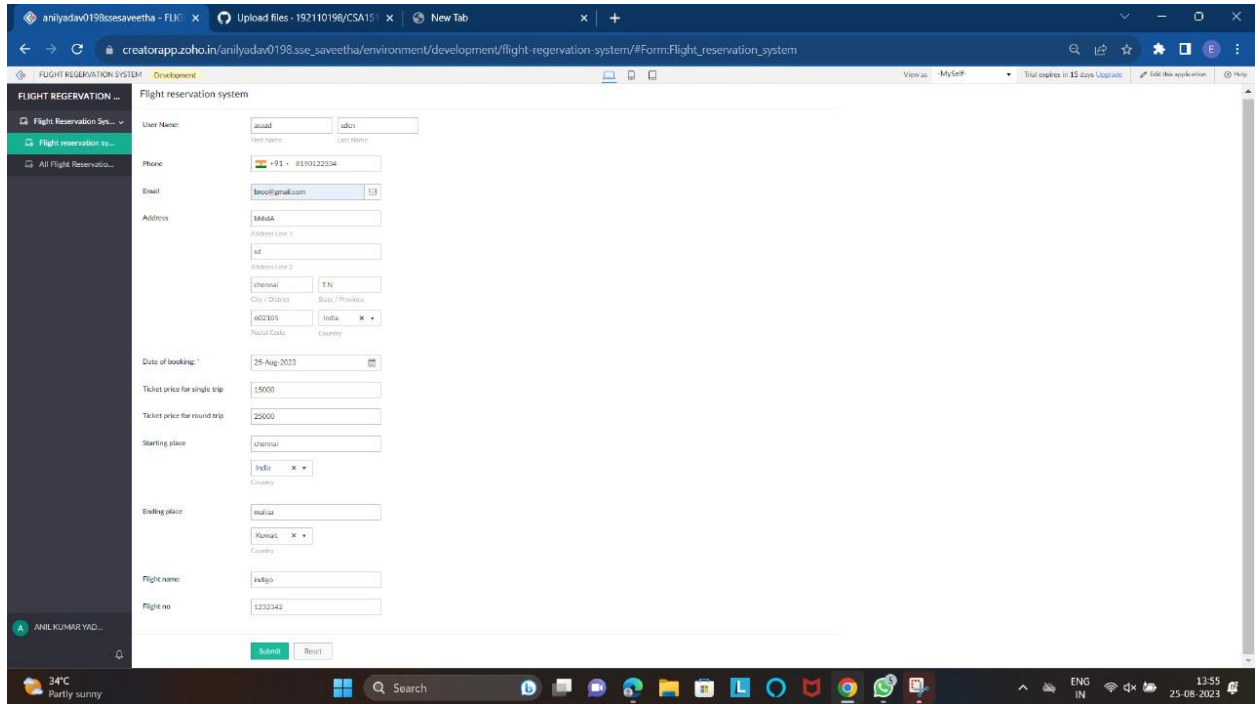 anilyadav0198ssesaveetha - FLIG
Upload files - 192110198/CSA151
New Tab
creatorapp.zoho.in/anilyadav0198.sse_saveetha/environment/development/flight-regervation-system/#Form:Flight_reservation_system
E
FLIGHT REGERVATION SYSTEM Development
View as -MySelf-
Trial expires in 15 days Upgrade
Edit this application
Help
FLIGHT REGERVATION ...
Flight Reservation Sys...
Flight reservation sy...
All Flight Reservatio...
Flight reservation system
User Name asaad sdcn
First Name Last Name
Phone +91 - 8190122334
Email @gmail.com
Address
Address Line 1
Address Line 2
chennai T.N
City / District State / Province
602105 India
Postal Code Country
Date of booking: * 25-Aug-2023
Ticket price for single trip 15000
Ticket price for round trip 25000
Starting place chennai
India
Country
Ending place
Kuwait
Country
Flight name indigo
Flight no 1232342
Submit Reset
A ANIL KUMAR YAD...
34°C
Partly sunny
Search
ENG
IN
13:55
25-08-2023